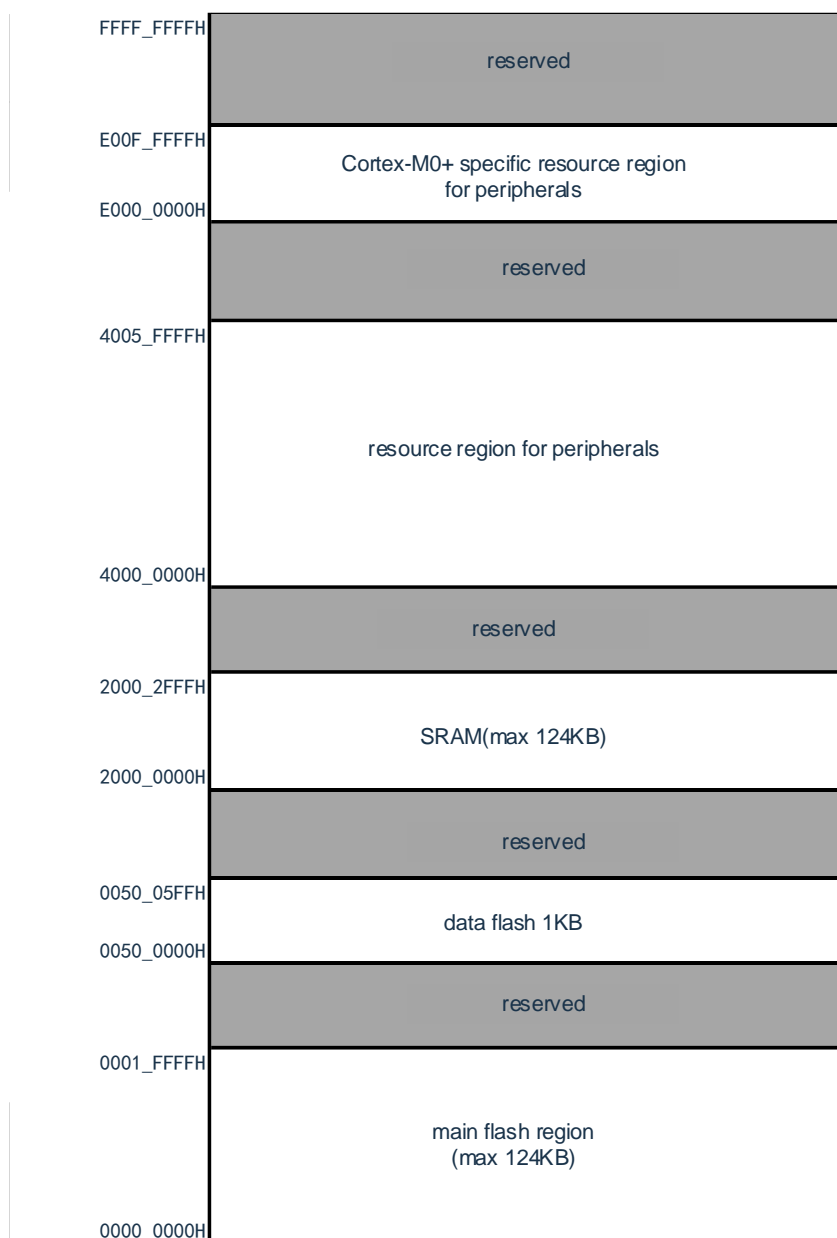 FFFF_FFFFH
reserved
E00F_FFFFH
Cortex-M0+ specific resource region
for peripherals
E000_0000H
reserved
4005_FFFFH
resource region for peripherals
4000_0000H
reserved
2000_2FFFH
SRAM(max 124KB)
2000_0000H
reserved
0050_05FFH
data flash 1KB
0050_0000H
reserved
0001_FFFFH
main flash region
(max 124KB)
0000_0000H